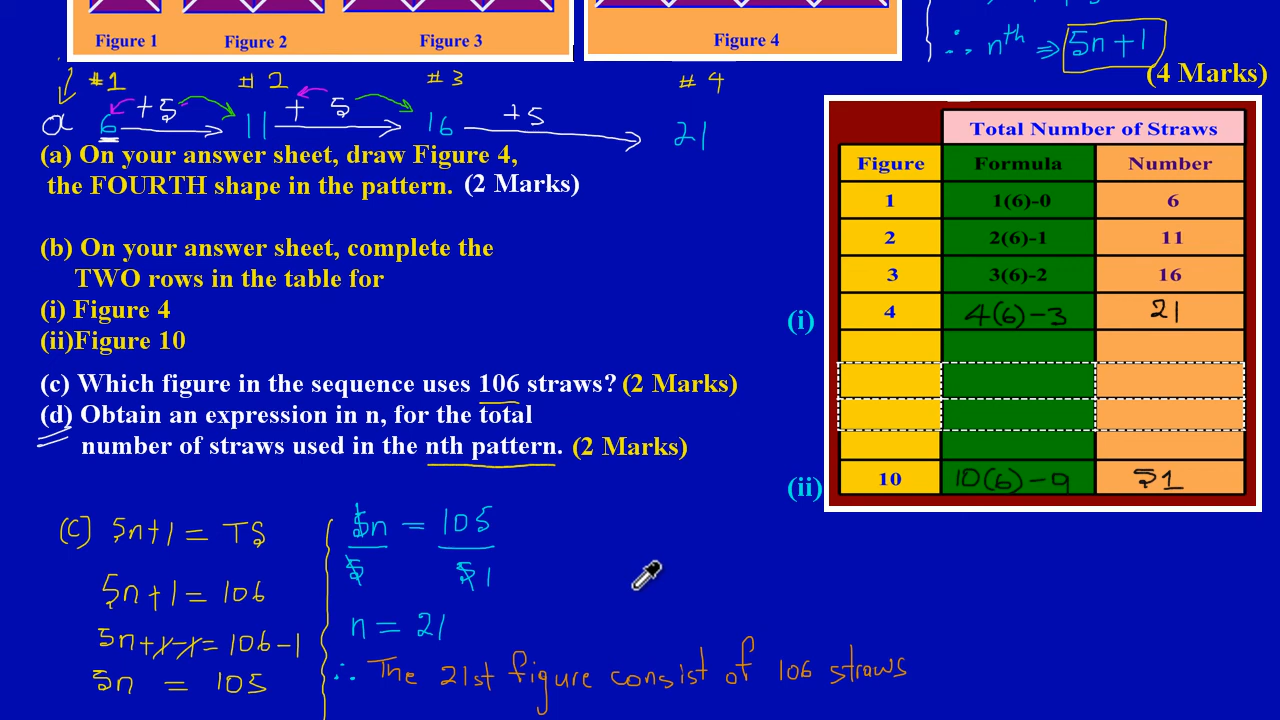 Figure 1 Figure 2 Figure 3 Figure 4
∴ nth ⇒ 5n+1
(4 Marks)
#1 #2 #3 #4
a 6 +5 11 + 5 16 +5 21
(a) On your answer sheet, draw Figure 4,
the FOURTH shape in the pattern. (2 Marks)
(b) On your answer sheet, complete the
TWO rows in the table for
(i) Figure 4
(ii)Figure 10
(c) Which figure in the sequence uses 106 straws? (2 Marks)
(d) Obtain an expression in n, for the total
number of straws used in the nth pattern. (2 Marks)
Total Number of Straws
Figure Formula Number
1 1(6)-0 6
2 2(6)-1 11
3 3(6)-2 16
(i) 4 4(6)-3 21
(ii) 10 10(6)-9 51
(C) 5n+1 = TS
5n+1 = 106
5n+1-1 = 106-1
5n = 105
5n = 105
5 5 1
n = 21
∴ The 21st figure consist of 106 straws